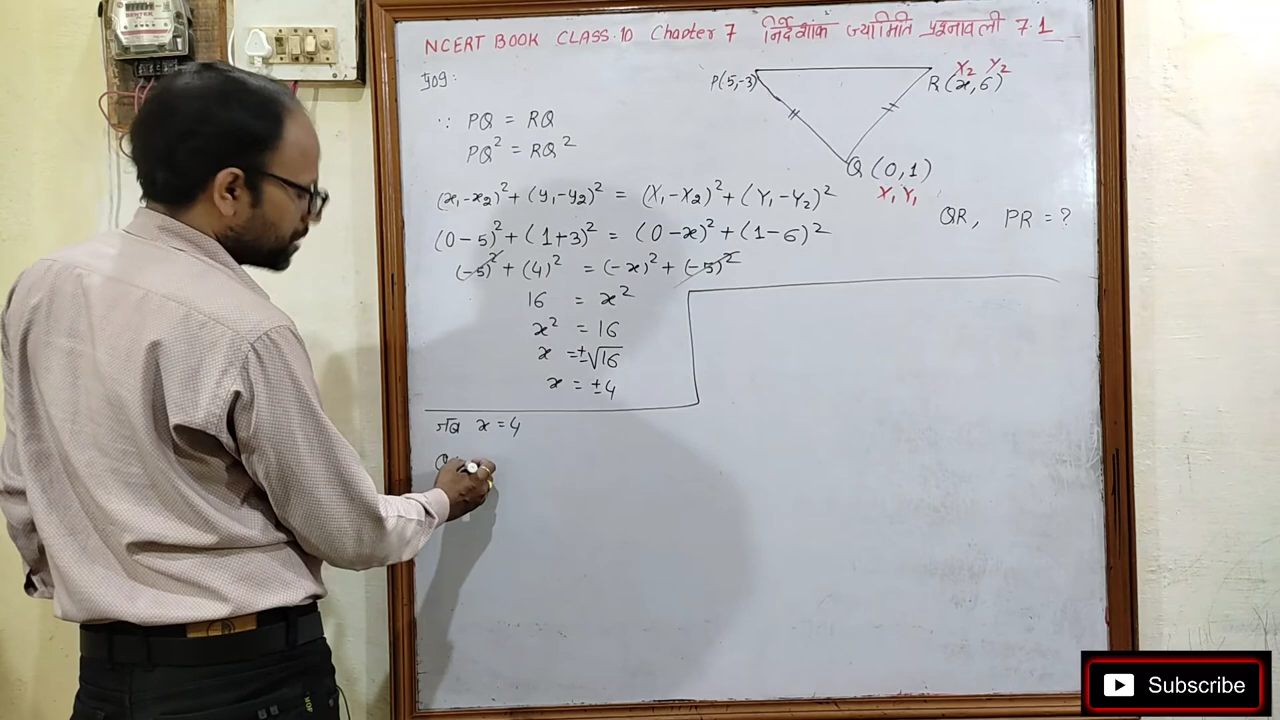 NCERT BOOK CLASS.10 Chapter 7 निर्देशांक ज्यामिति प्रश्नावली 7.1
प्र09:
P(5,-3)
X₂ Y₂
R(x,6)
Q(0,1)
X₁ Y₁
QR, PR = ?
∵ PQ = RQ
PQ² = RQ²
(x₁-x₂)²+(y₁-y₂)² = (X₁-X₂)²+(Y₁-Y₂)²
(0-5)²+(1+3)² = (0-x)²+(1-6)²
(-5)²+(4)² = (-x)²+(-5)²
16 = x²
x² = 16
x = ±√16
x = ±4
जब x = 4
Subscribe